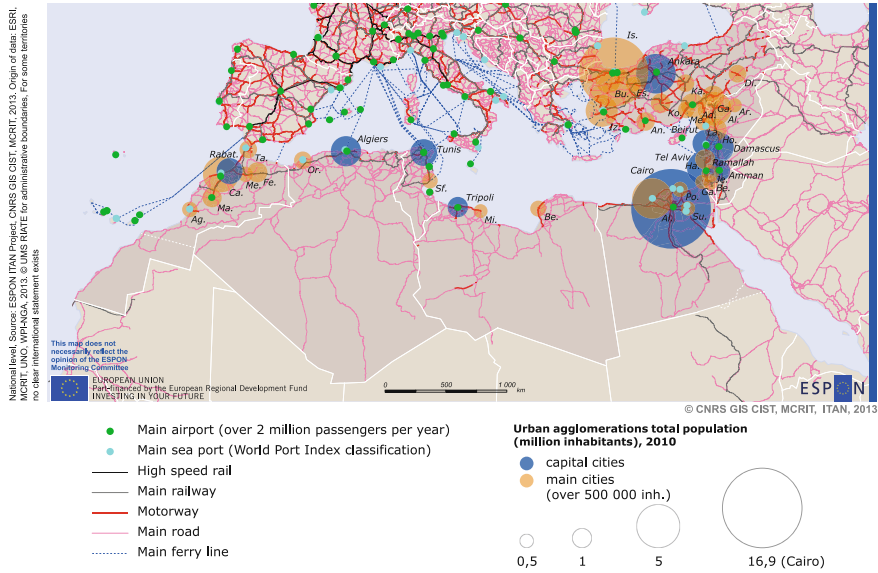 National level. Source: ESPON ITAN Project, CNRS GIS CIST, MCRIT, 2013. Origin of data: ESRI,
MCRIT, UNO, WPI-NGA, 2013. © UMS RIATE for administrative boundaries. For some territories
no clear international statement exists
Is.
Ankara
Di.
Bu.
Es.
Ka.
Ga.
Ar.
Ko.
Ad.
Me.
Al.
Iz.
An.
Beirut
La.
Ho.
Damascus
Tel Aviv
Ha.
Ramallah
Je.
Amman
Cairo
Ga.
Be.
Po.
Al.
Su.
Algiers
Tunis
Rabat
Ta.
Or.
Me.
Fe.
Ca.
Sf.
Ma.
Ag.
Tripoli
Mi.
Be.
This map does not
necessarily reflect the
opinion of the ESPON
Monitoring Committee
EUROPEAN UNION
Part-financed by the European Regional Development Fund
INVESTING IN YOUR FUTURE
0 500 1 000
km
ESPON
© CNRS GIS CIST, MCRIT, ITAN, 2013
Main airport (over 2 million passengers per year)
Main sea port (World Port Index classification)
High speed rail
Main railway
Motorway
Main road
Main ferry line
Urban agglomerations total population
(million inhabitants), 2010
capital cities
main cities
(over 500 000 inh.)
0,5 1 5 16,9 (Cairo)